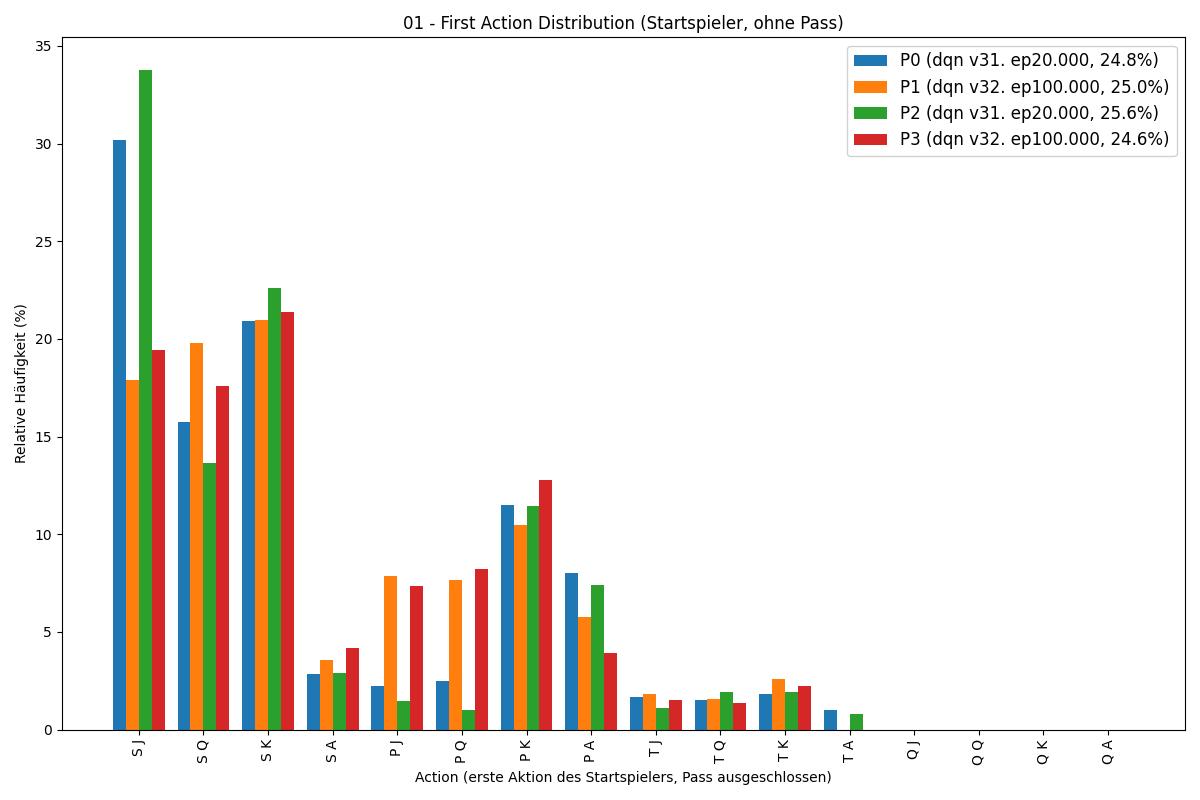 01 - First Action Distribution (Startspieler, ohne Pass)
P0 (dqn v31. ep20.000, 24.8%)
P1 (dqn v32. ep100.000, 25.0%)
P2 (dqn v31. ep20.000, 25.6%)
P3 (dqn v32. ep100.000, 24.6%)
Relative Häufigkeit (%)
35
30
25
20
15
10
5
0
S J
S Q
S K
S A
P J
P Q
P K
P A
T J
T Q
T K
T A
Q J
Q Q
Q K
Q A
Action (erste Aktion des Startspielers, Pass ausgeschlossen)